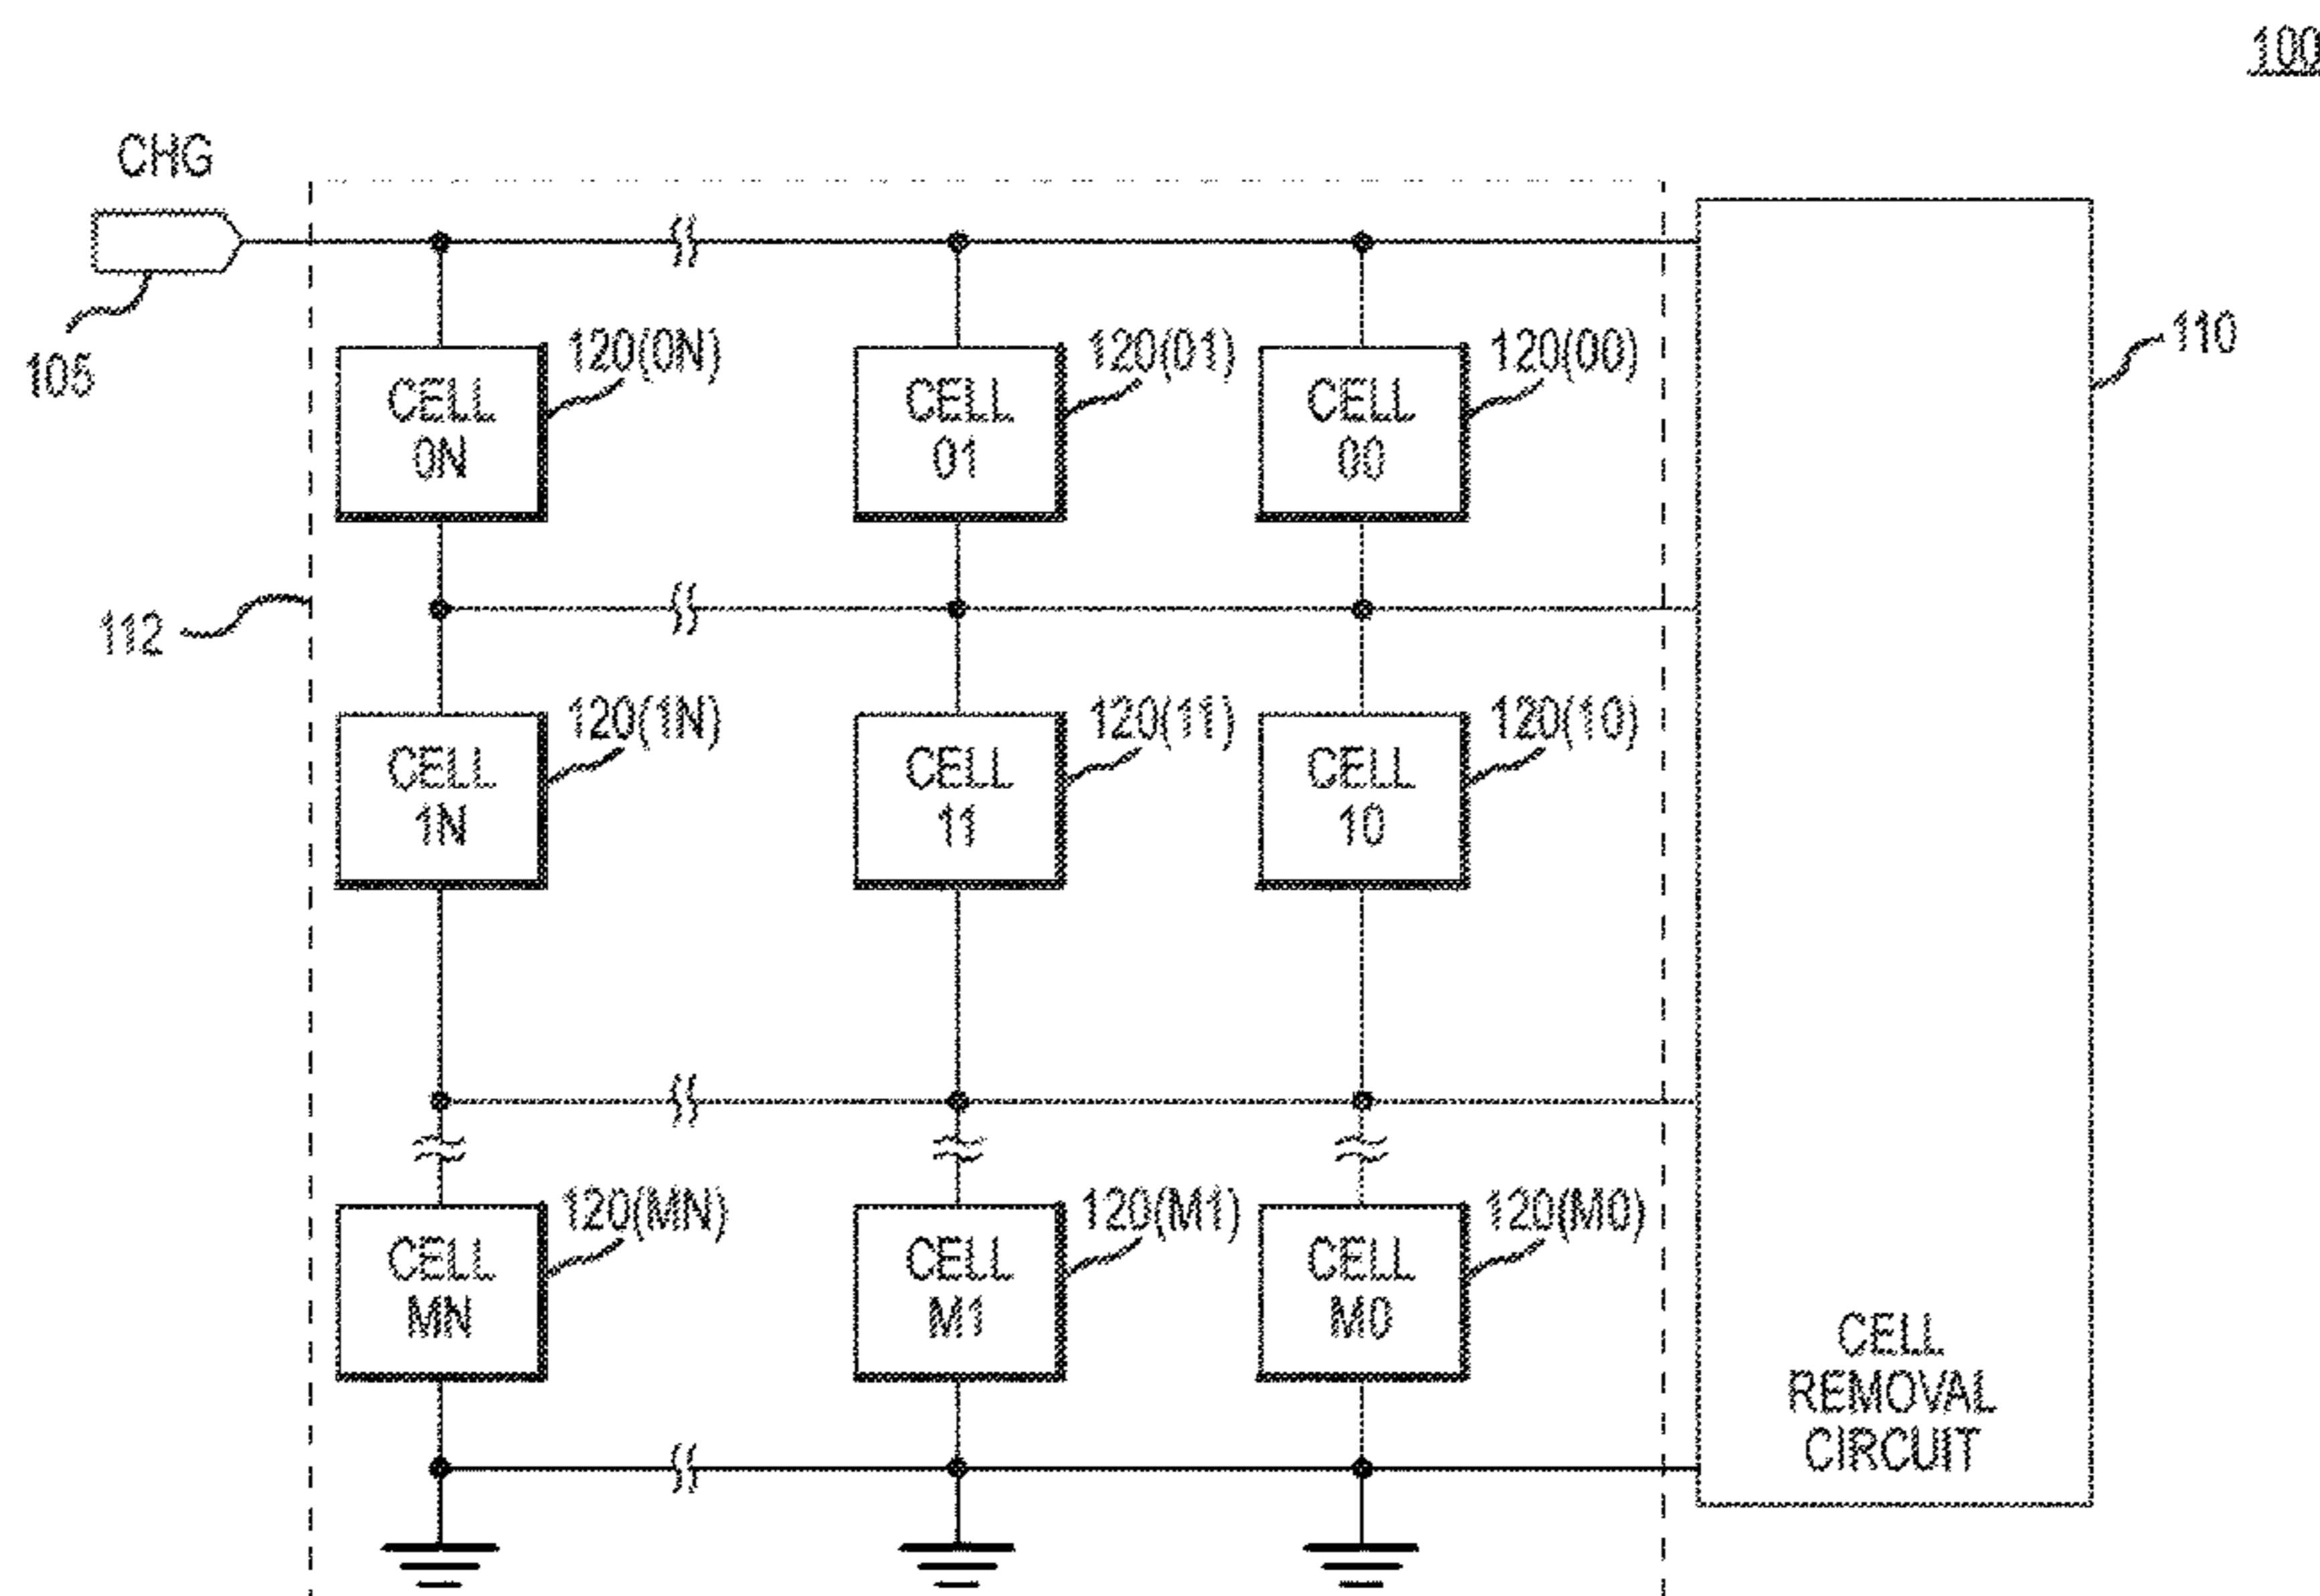 100
CHG
105
120(0N)
120(01)
120(00)
110
CELL
0N
CELL
01
CELL
00
112
120(1N)
120(11)
120(10)
CELL
1N
CELL
11
CELL
10
120(MN)
120(M1)
120(M0)
CELL
MN
CELL
M1
CELL
M0
CELL
REMOVAL
CIRCUIT